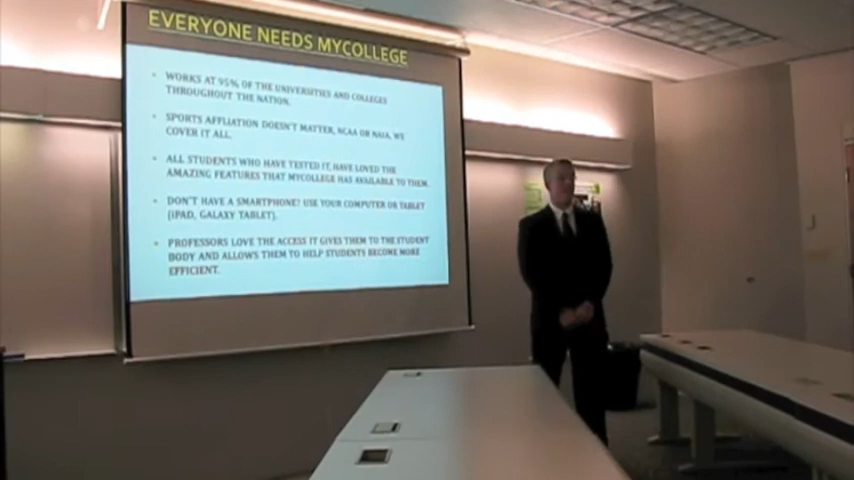 EVERYONE NEEDS MYCOLLEGE
• WORKS AT 95% OF THE UNIVERSITIES AND COLLEGES
THROUGHOUT THE NATION.
• SPORTS AFFLIATION DOESN'T MATTER, NCAA OR NAIA, WE
COVER IT ALL.
• ALL STUDENTS WHO HAVE TESTED IT, HAVE LOVED THE
AMAZING FEATURES THAT MYCOLLEGE HAS AVAILABLE TO THEM.
• DON'T HAVE A SMARTPHONE? USE YOUR COMPUTER OR TABLET
(iPAD, GALAXY TABLET).
• PROFESSORS LOVE THE ACCESS IT GIVES THEM TO THE STUDENT
BODY AND ALLOWS THEM TO HELP STUDENTS BECOME MORE
EFFICIENT.